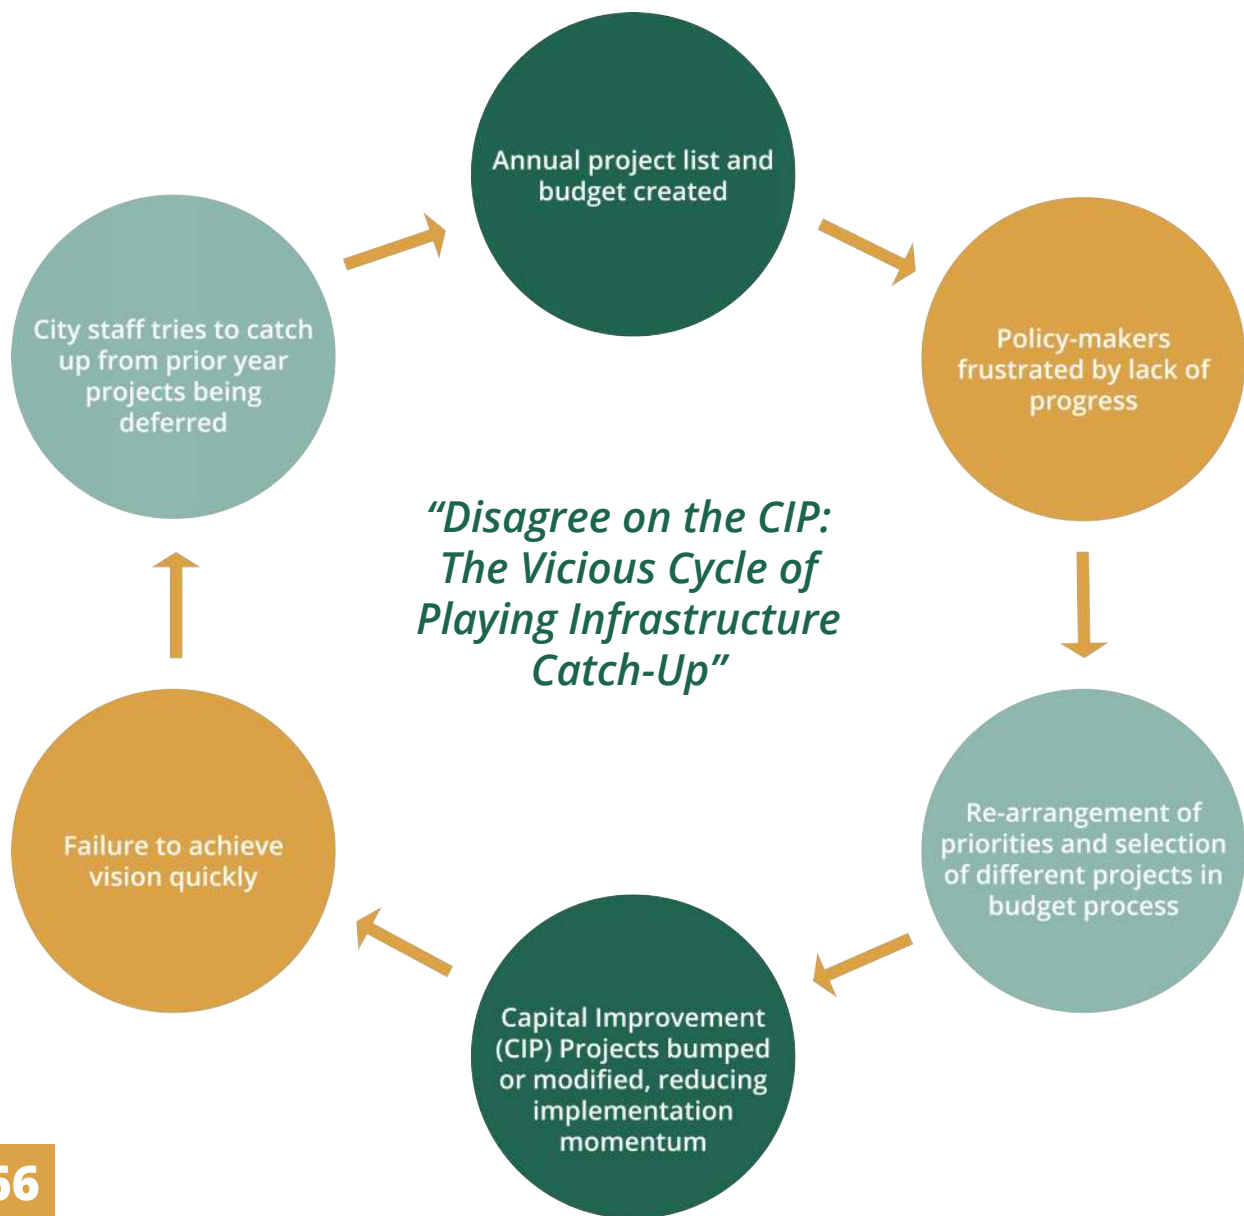 Annual project list and
budget created
Policy-makers
frustrated by lack of
progress
Re-arrangement of
priorities and selection
of different projects in
budget process
Capital Improvement
(CIP) Projects bumped
or modified, reducing
implementation
momentum
Failure to achieve
vision quickly
City staff tries to catch
up from prior year
projects being
deferred
“Disagree on the CIP:
The Vicious Cycle of
Playing Infrastructure
Catch-Up”
66